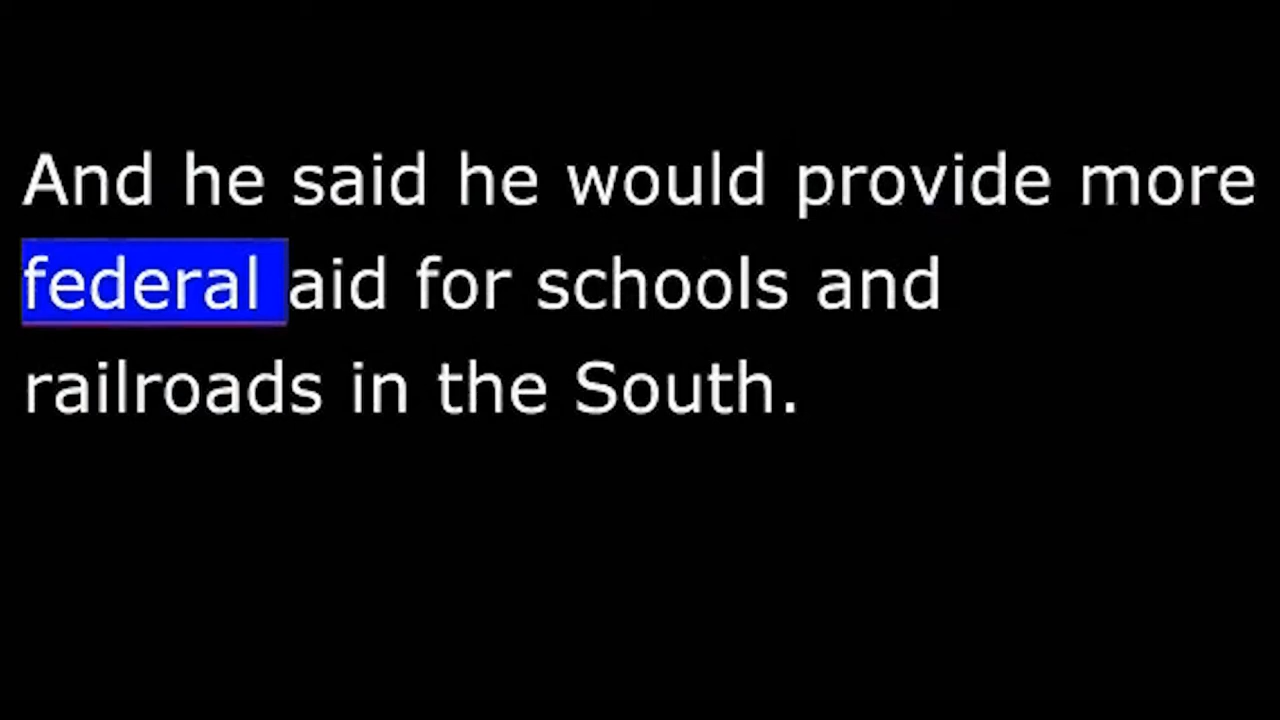 And he said he would provide more
federal aid for schools and
railroads in the South.